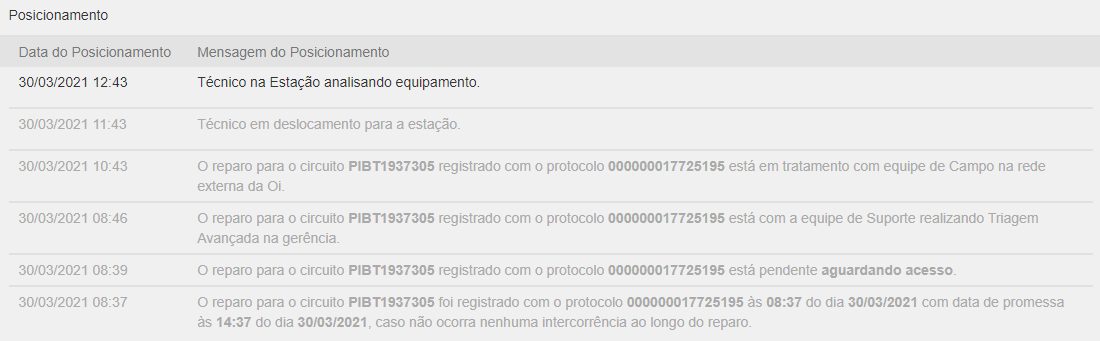 Posicionamento
Data do Posicionamento Mensagem do Posicionamento
30/03/2021 12:43 Técnico na Estação analisando equipamento.
30/03/2021 11:43 Técnico em deslocamento para a estação.
30/03/2021 10:43 O reparo para o circuito PIBT1937305 registrado com o protocolo 000000017725195 está em tratamento com equipe de Campo na rede
externa da Oi.
30/03/2021 08:46 O reparo para o circuito PIBT1937305 registrado com o protocolo 000000017725195 está com a equipe de Suporte realizando Triagem
Avançada na gerência.
30/03/2021 08:39 O reparo para o circuito PIBT1937305 registrado com o protocolo 000000017725195 está pendente aguardando acesso.
30/03/2021 08:37 O reparo para o circuito PIBT1937305 foi registrado com o protocolo 000000017725195 às 08:37 do dia 30/03/2021 com data de promessa
às 14:37 do dia 30/03/2021, caso não ocorra nenhuma intercorrência ao longo do reparo.